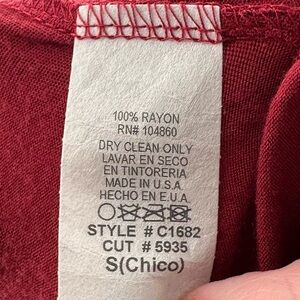 100% RAYON
RN# 104860
DRY CLEAN ONLY
LAVAR EN SECO
EN TINTORERIA
MADE IN U.S.A.
HECHO EN E.U.A.
STYLE # C1682
CUT # 5935
S(Chico)